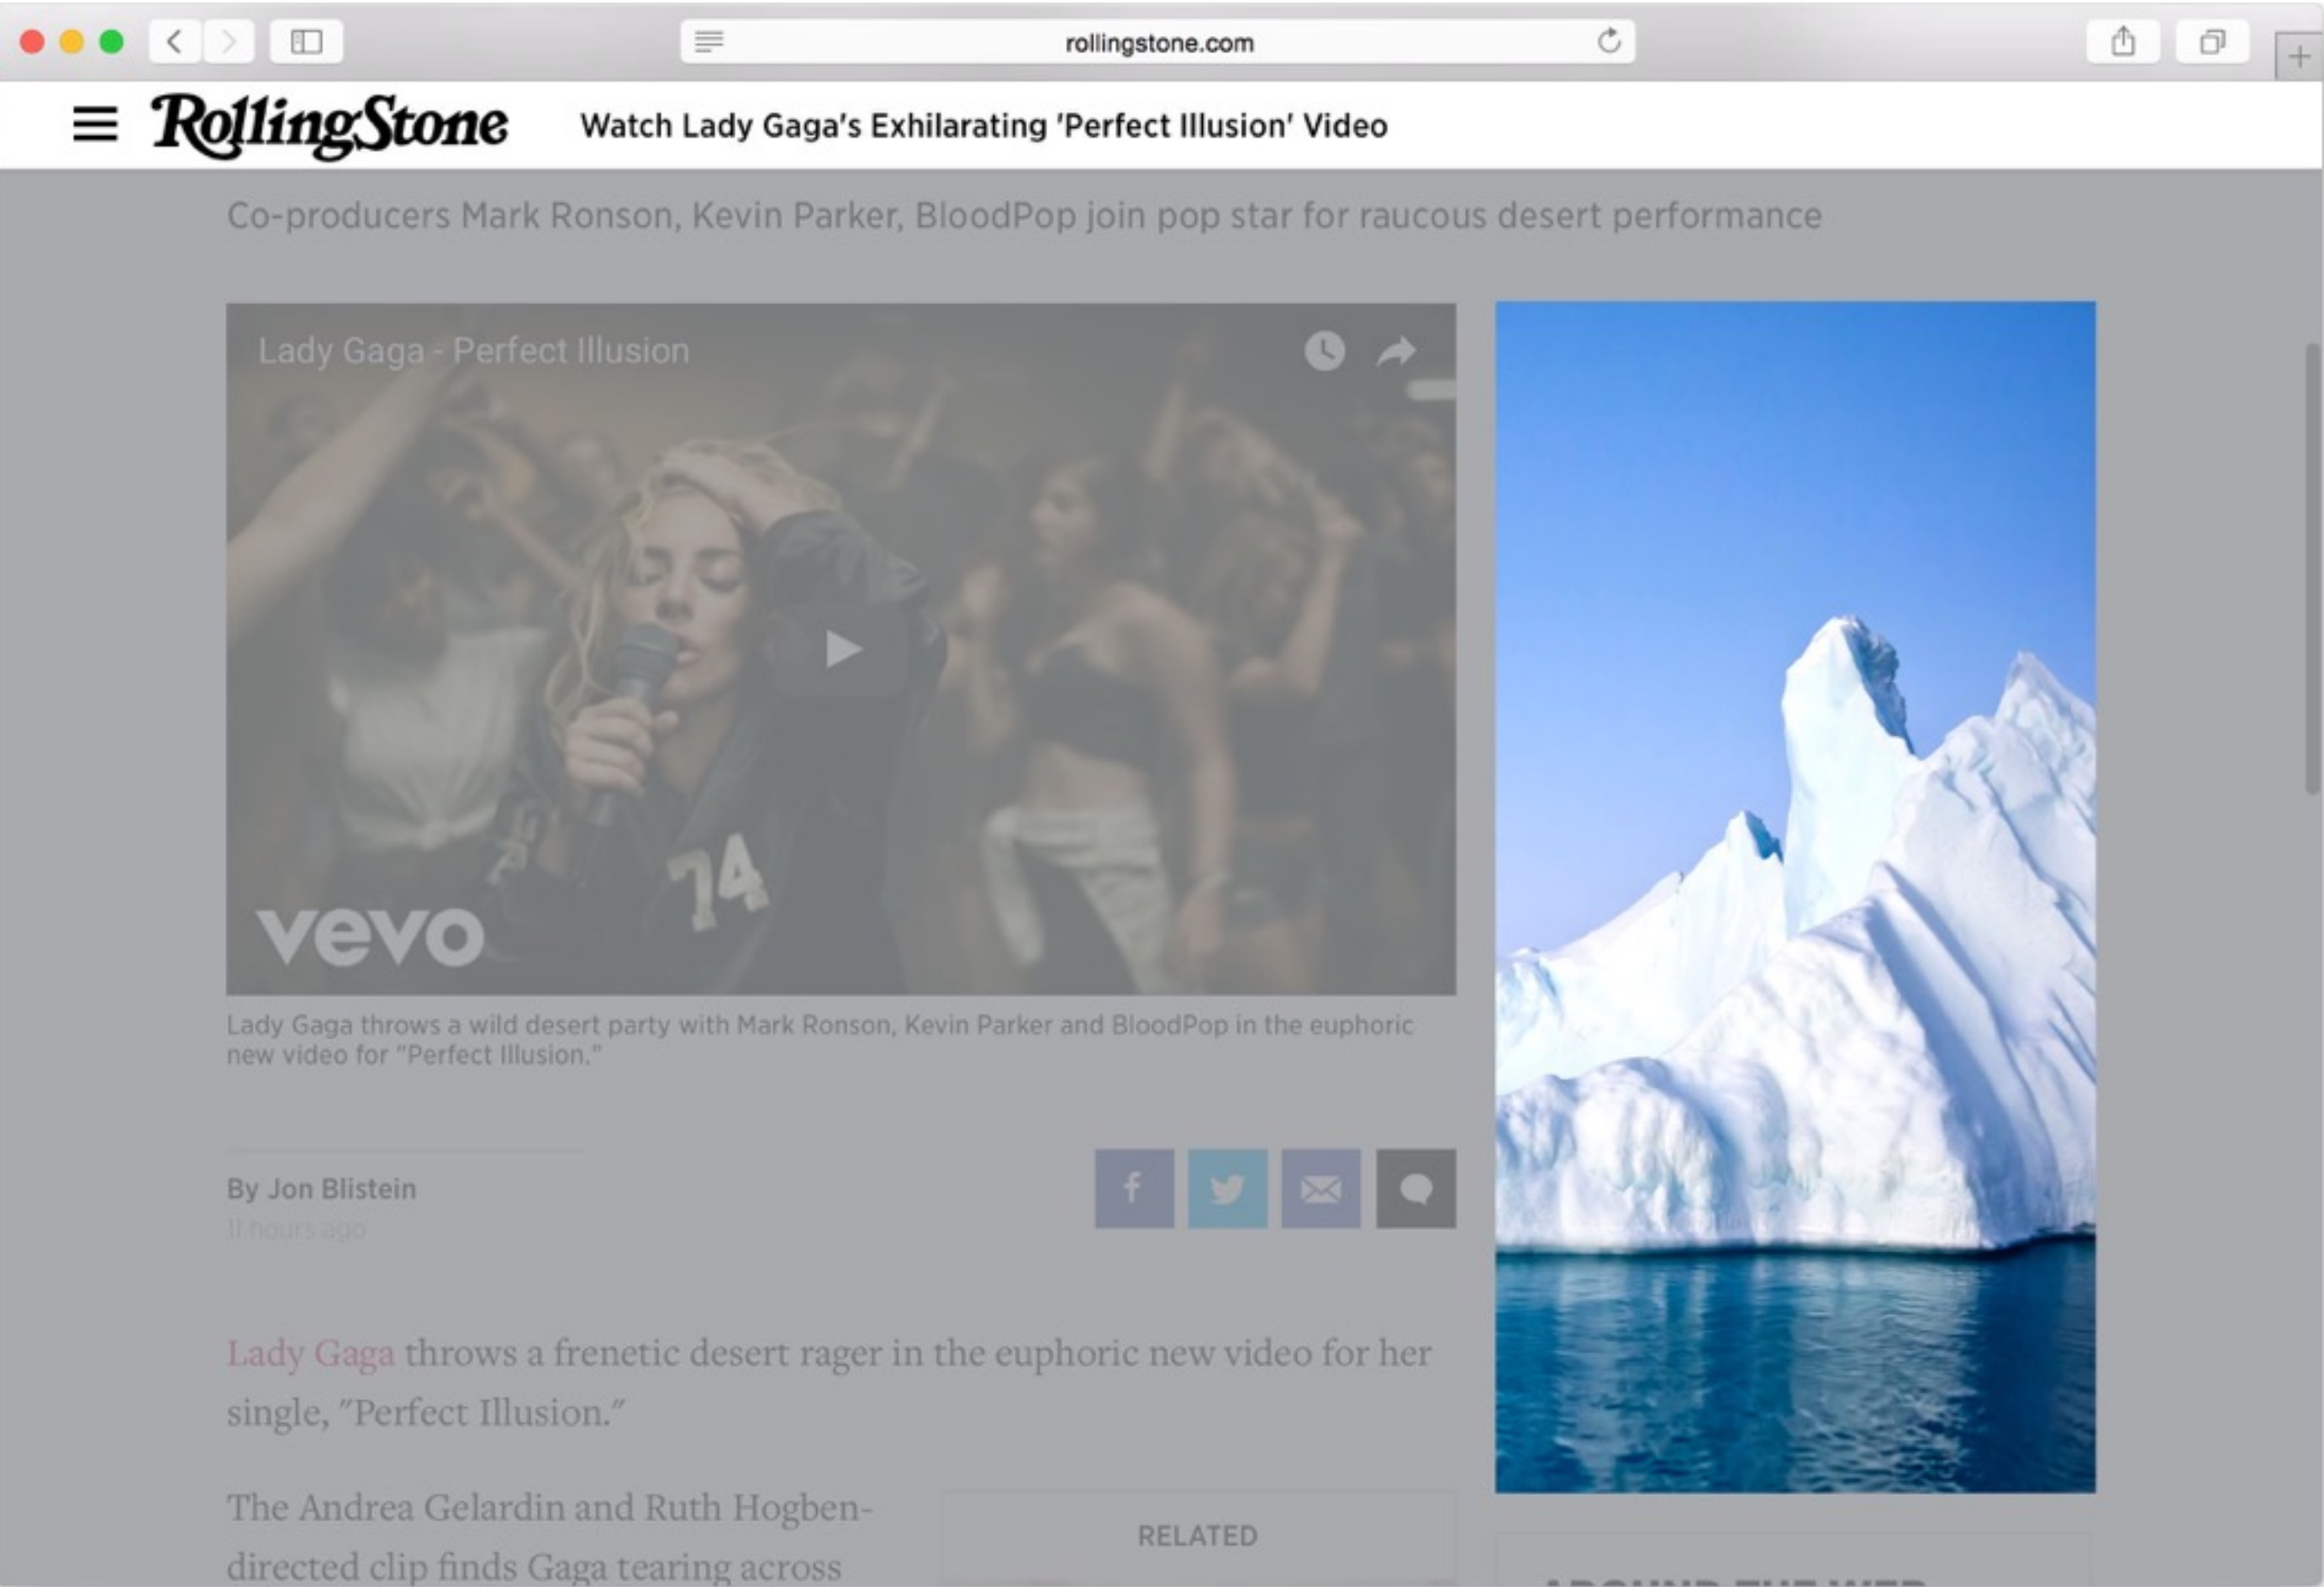 rollingstone.com
RollingStone
Watch Lady Gaga's Exhilarating 'Perfect Illusion' Video
Co-producers Mark Ronson, Kevin Parker, BloodPop join pop star for raucous desert performance
Lady Gaga - Perfect Illusion
74
vevo
Lady Gaga throws a wild desert party with Mark Ronson, Kevin Parker and BloodPop in the euphoric
new video for "Perfect Illusion."
By Jon Blistein
11 hours ago
f
Lady Gaga throws a frenetic desert rager in the euphoric new video for her
single, "Perfect Illusion."
The Andrea Gelardin and Ruth Hogben-
directed clip finds Gaga tearing across
RELATED
AROUND THE WEB